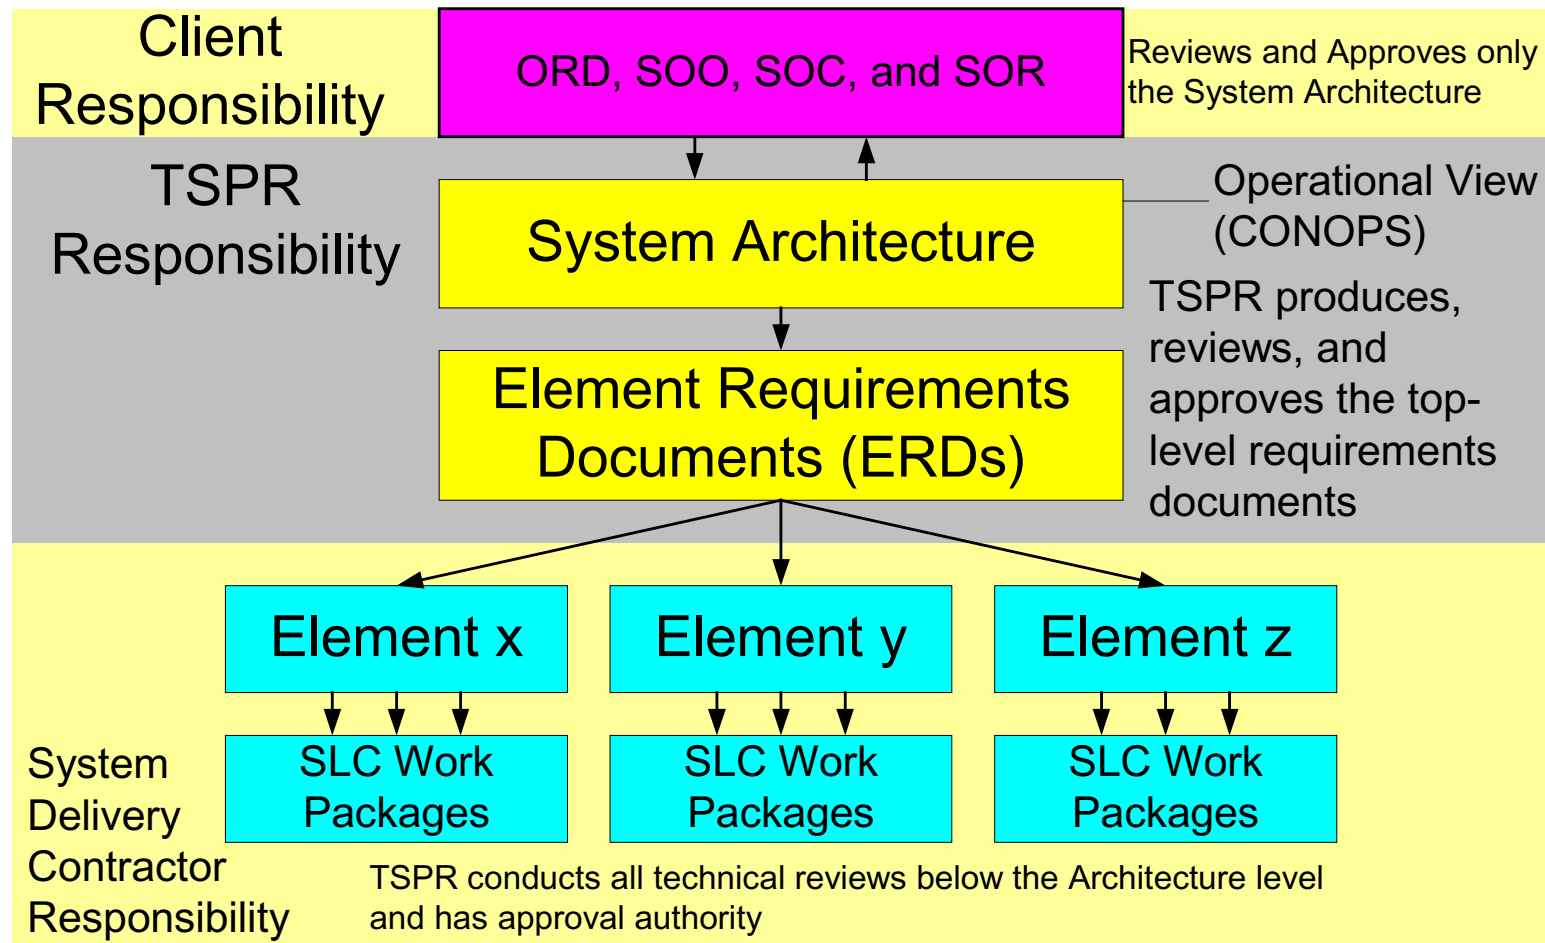 Client
Responsibility
ORD, SOO, SOC, and SOR
Reviews and Approves only
the System Architecture
TSPR
Responsibility
System Architecture
Operational View
(CONOPS)
Element Requirements
Documents (ERDs)
TSPR produces,
reviews, and
approves the top-
level requirements
documents
Element x
Element y
Element z
SLC Work
Packages
SLC Work
Packages
SLC Work
Packages
System
Delivery
Contractor
Responsibility
TSPR conducts all technical reviews below the Architecture level
and has approval authority